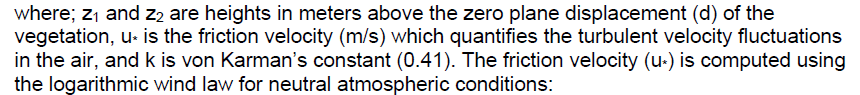 where; z₁ and z₂ are heights in meters above the zero plane displacement (d) of the
vegetation, u* is the friction velocity (m/s) which quantifies the turbulent velocity fluctuations
in the air, and k is von Karman's constant (0.41). The friction velocity (u*) is computed using
the logarithmic wind law for neutral atmospheric conditions: